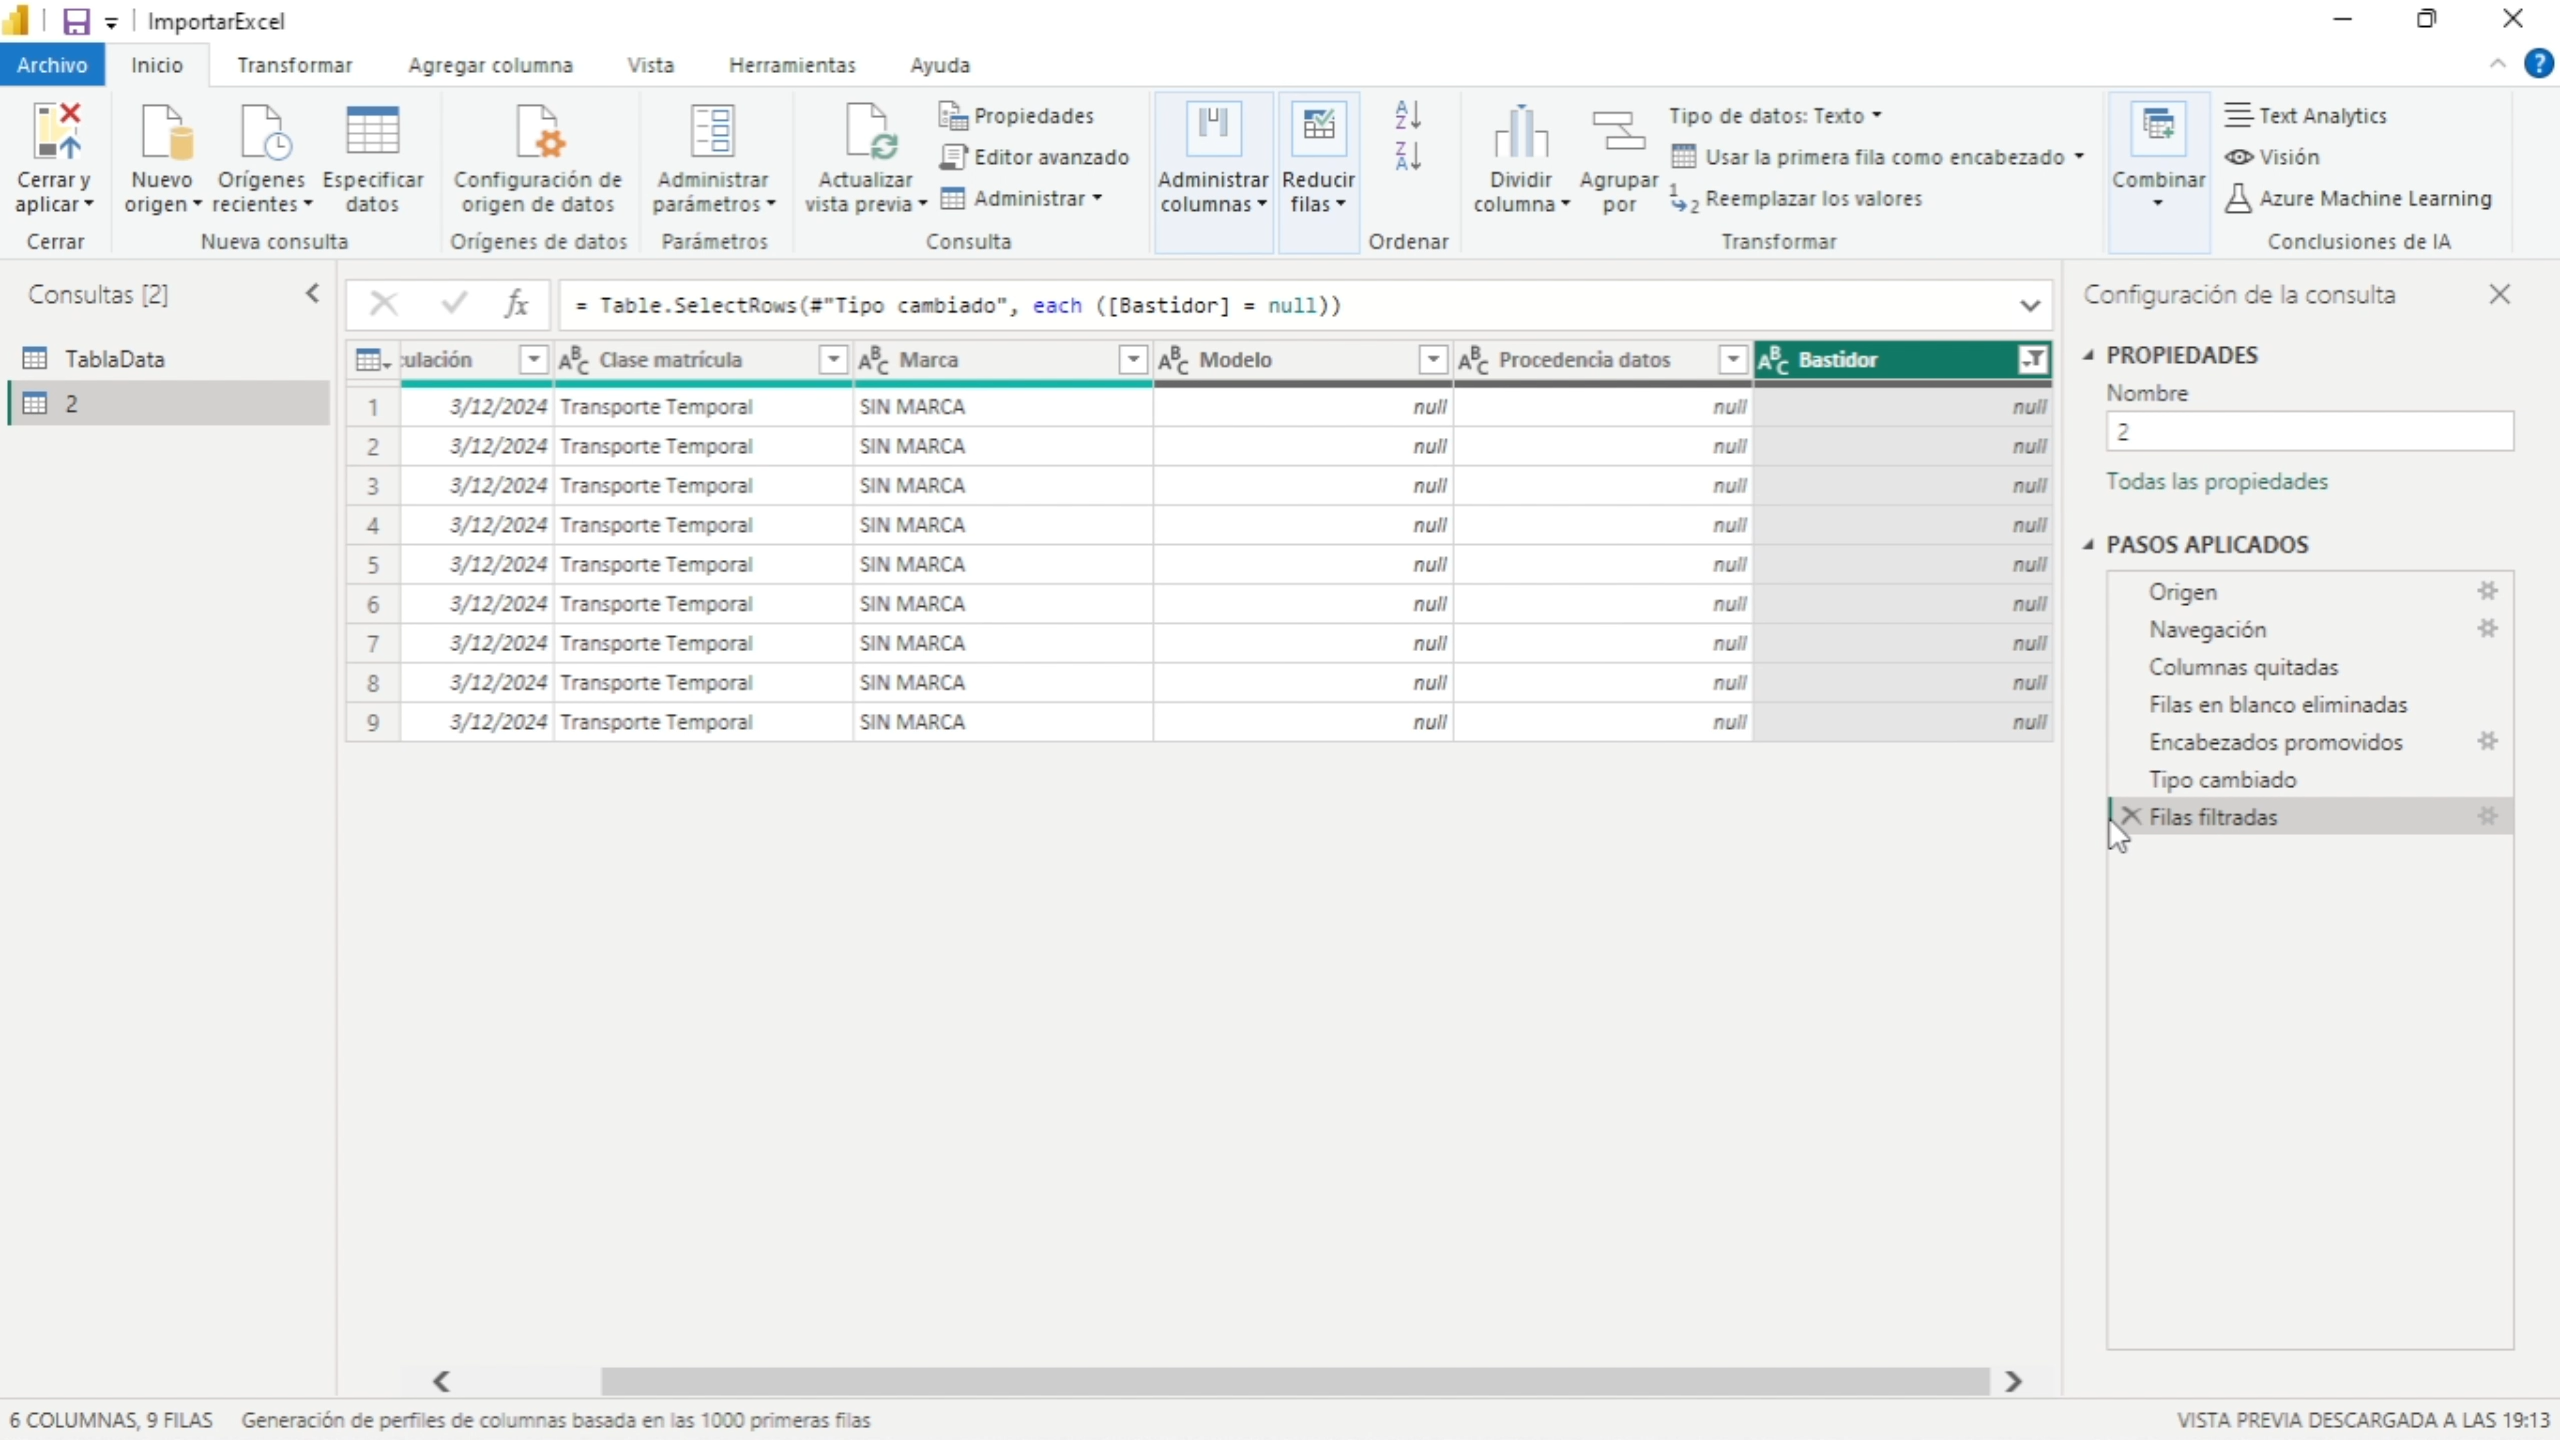 ImportarExcel
Archivo Inicio Transformar Agregar columna Vista Herramientas Ayuda
Cerrar y aplicar
Nuevo origen
Orígenes recientes
Especificar datos
Configuración de origen de datos
Administrar parámetros
Actualizar vista previa
Propiedades
Editor avanzado
Administrar
Administrar columnas
Reducir filas
Dividir columna
Agrupar por
Tipo de datos: Texto
Usar la primera fila como encabezado
Reemplazar los valores
Combinar
Text Analytics
Visión
Azure Machine Learning
Cerrar Nueva consulta Orígenes de datos Parámetros Consulta Ordenar Transformar Conclusiones de IA
Consultas [2]
TablaData
2
fx = Table.SelectRows(#"Tipo cambiado", each ([Bastidor] = null))
culación ABC Clase matrícula ABC Marca ABC Modelo ABC Procedencia datos ABC Bastidor
1 3/12/2024 Transporte Temporal SIN MARCA null null null
2 3/12/2024 Transporte Temporal SIN MARCA null null null
3 3/12/2024 Transporte Temporal SIN MARCA null null null
4 3/12/2024 Transporte Temporal SIN MARCA null null null
5 3/12/2024 Transporte Temporal SIN MARCA null null null
6 3/12/2024 Transporte Temporal SIN MARCA null null null
7 3/12/2024 Transporte Temporal SIN MARCA null null null
8 3/12/2024 Transporte Temporal SIN MARCA null null null
9 3/12/2024 Transporte Temporal SIN MARCA null null null
Configuración de la consulta
PROPIEDADES
Nombre
2
Todas las propiedades
PASOS APLICADOS
Origen
Navegación
Columnas quitadas
Filas en blanco eliminadas
Encabezados promovidos
Tipo cambiado
Filas filtradas
6 COLUMNAS, 9 FILAS Generación de perfiles de columnas basada en las 1000 primeras filas
VISTA PREVIA DESCARGADA A LAS 19:13